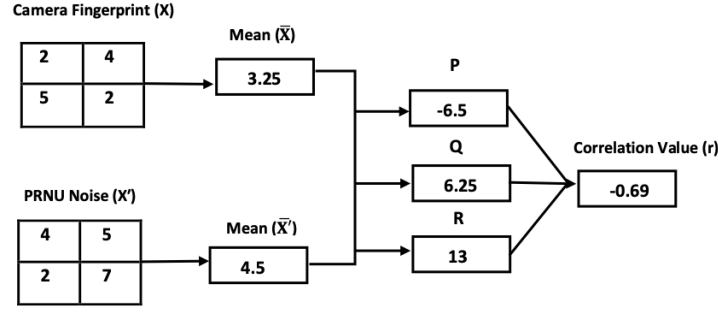 Camera Fingerprint (X)
2 4
5 2
Mean (X̅)
3.25
PRNU Noise (X’)
4 5
2 7
Mean (X̅’)
4.5
P
-6.5
Q
6.25
R
13
Correlation Value (r)
-0.69